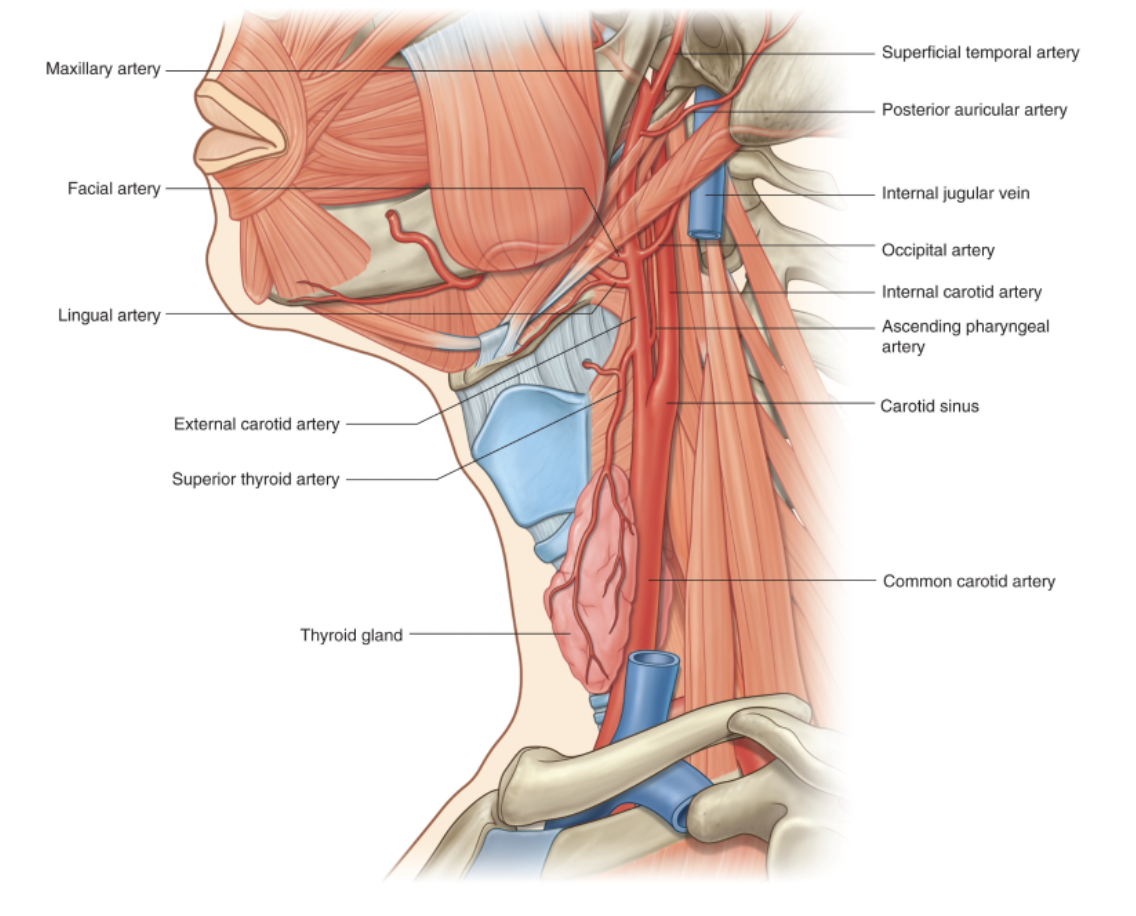 Maxillary artery
Superficial temporal artery
Posterior auricular artery
Facial artery
Internal jugular vein
Occipital artery
Internal carotid artery
Lingual artery
Ascending pharyngeal
artery
External carotid artery
Carotid sinus
Superior thyroid artery
Common carotid artery
Thyroid gland